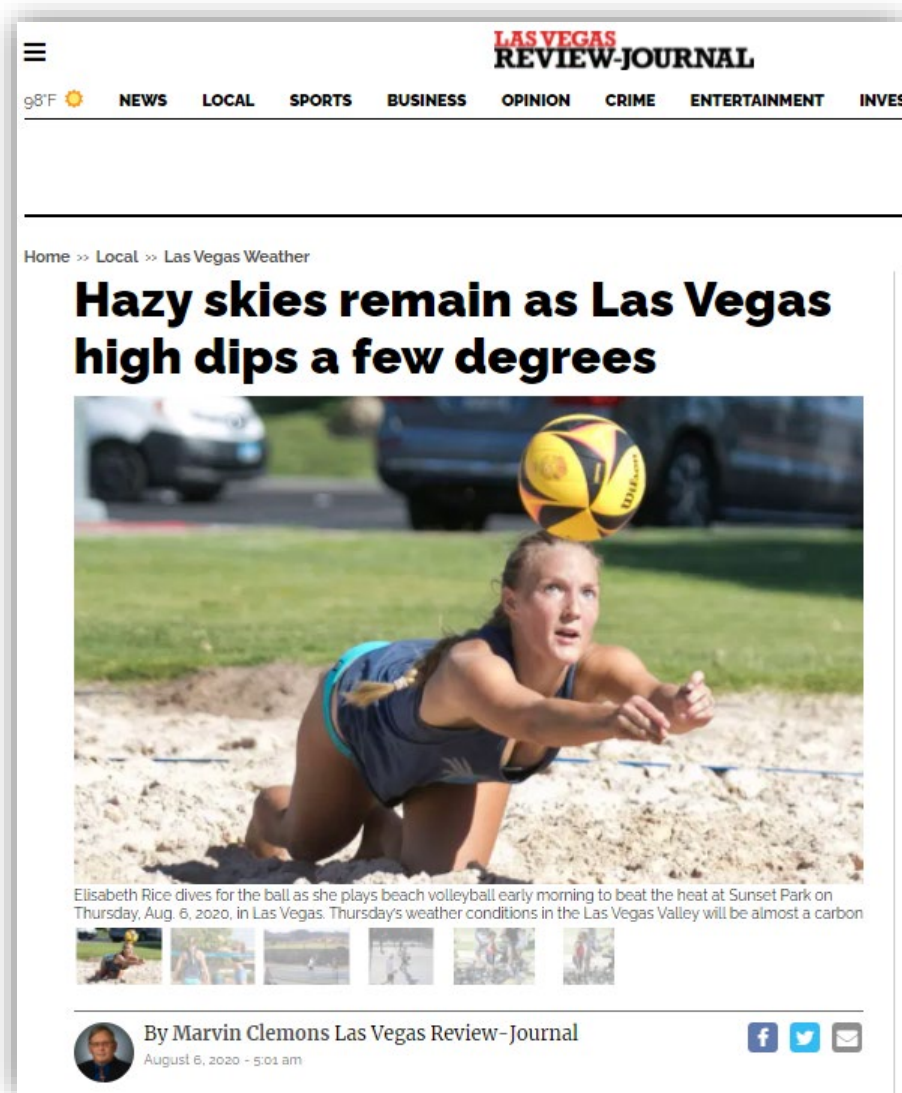 LAS VEGAS
REVIEW-JOURNAL
98°F NEWS LOCAL SPORTS BUSINESS OPINION CRIME ENTERTAINMENT INVES
Home >> Local >> Las Vegas Weather
Hazy skies remain as Las Vegas
high dips a few degrees
Wilson
Elisabeth Rice dives for the ball as she plays beach volleyball early morning to beat the heat at Sunset Park on
Thursday, Aug. 6, 2020, in Las Vegas. Thursday's weather conditions in the Las Vegas Valley will be almost a carbon
By Marvin Clemons Las Vegas Review-Journal
August 6, 2020 - 5:01 am